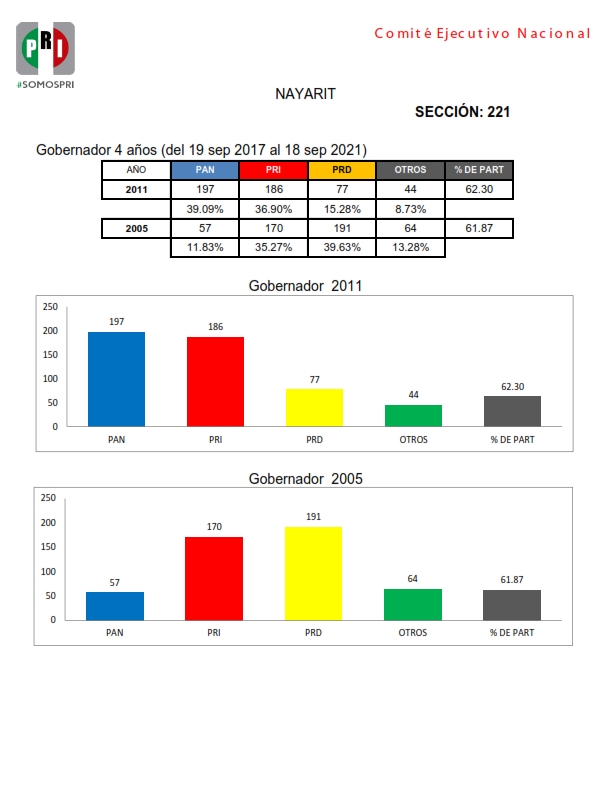 PRI
#SOMOSPRI
Comité Ejecutivo Nacional
NAYARIT
SECCIÓN: 221
Gobernador 4 años (del 19 sep 2017 al 18 sep 2021)
AÑO PAN PRI PRD OTROS % DE PART
2011 197 186 77 44 62.30
39.09% 36.90% 15.28% 8.73%
2005 57 170 191 64 61.87
11.83% 35.27% 39.63% 13.28%
Gobernador 2011
250
200
150
100
50
0
197
186
77
44
62.30
PAN PRI PRD OTROS % DE PART
Gobernador 2005
250
200
150
100
50
0
57
170
191
64
61.87
PAN PRI PRD OTROS % DE PART